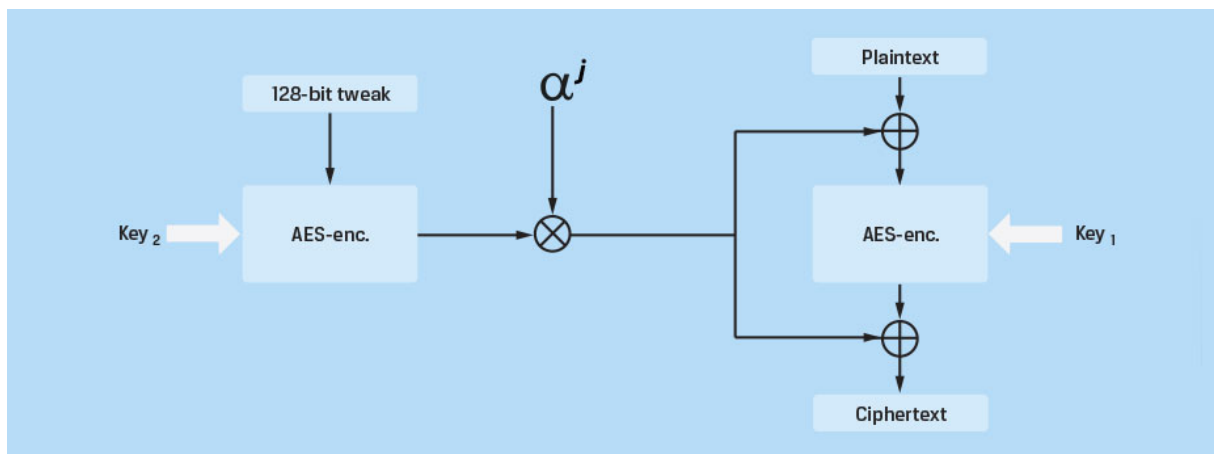 Plaintext
128-bit tweak
α^j
Key 2
AES-enc.
AES-enc.
Key 1
Ciphertext